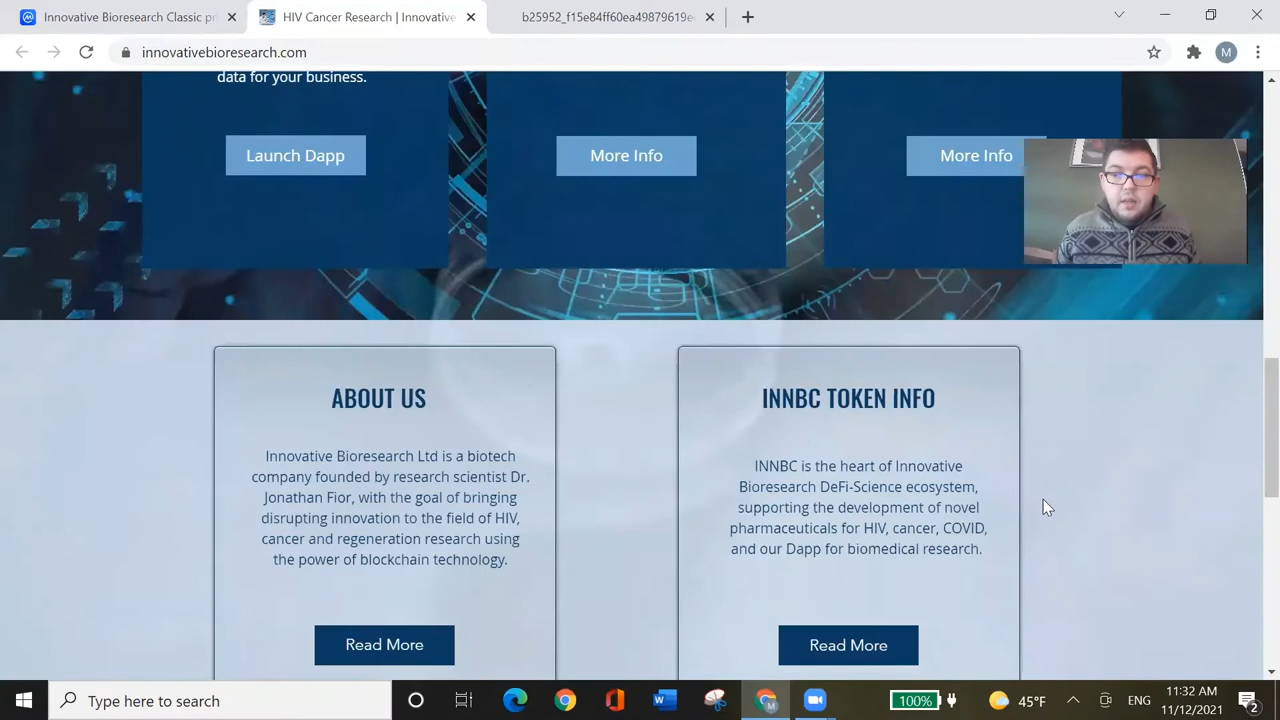 Innovative Bioresearch Classic pri
HIV Cancer Research | Innovative
b25952_f15e84ff60ea49879619e
innovativebioresearch.com
M
data for your business.
Launch Dapp
More Info
More Info
ABOUT US
Innovative Bioresearch Ltd is a biotech
company founded by research scientist Dr.
Jonathan Fior, with the goal of bringing
disrupting innovation to the field of HIV,
cancer and regeneration research using
the power of blockchain technology.
Read More
INNBC TOKEN INFO
INNBC is the heart of Innovative
Bioresearch DeFi-Science ecosystem,
supporting the development of novel
pharmaceuticals for HIV, cancer, COVID,
and our Dapp for biomedical research.
Read More
Type here to search
100%
45°F
ENG
11:32 AM
11/12/2021
2